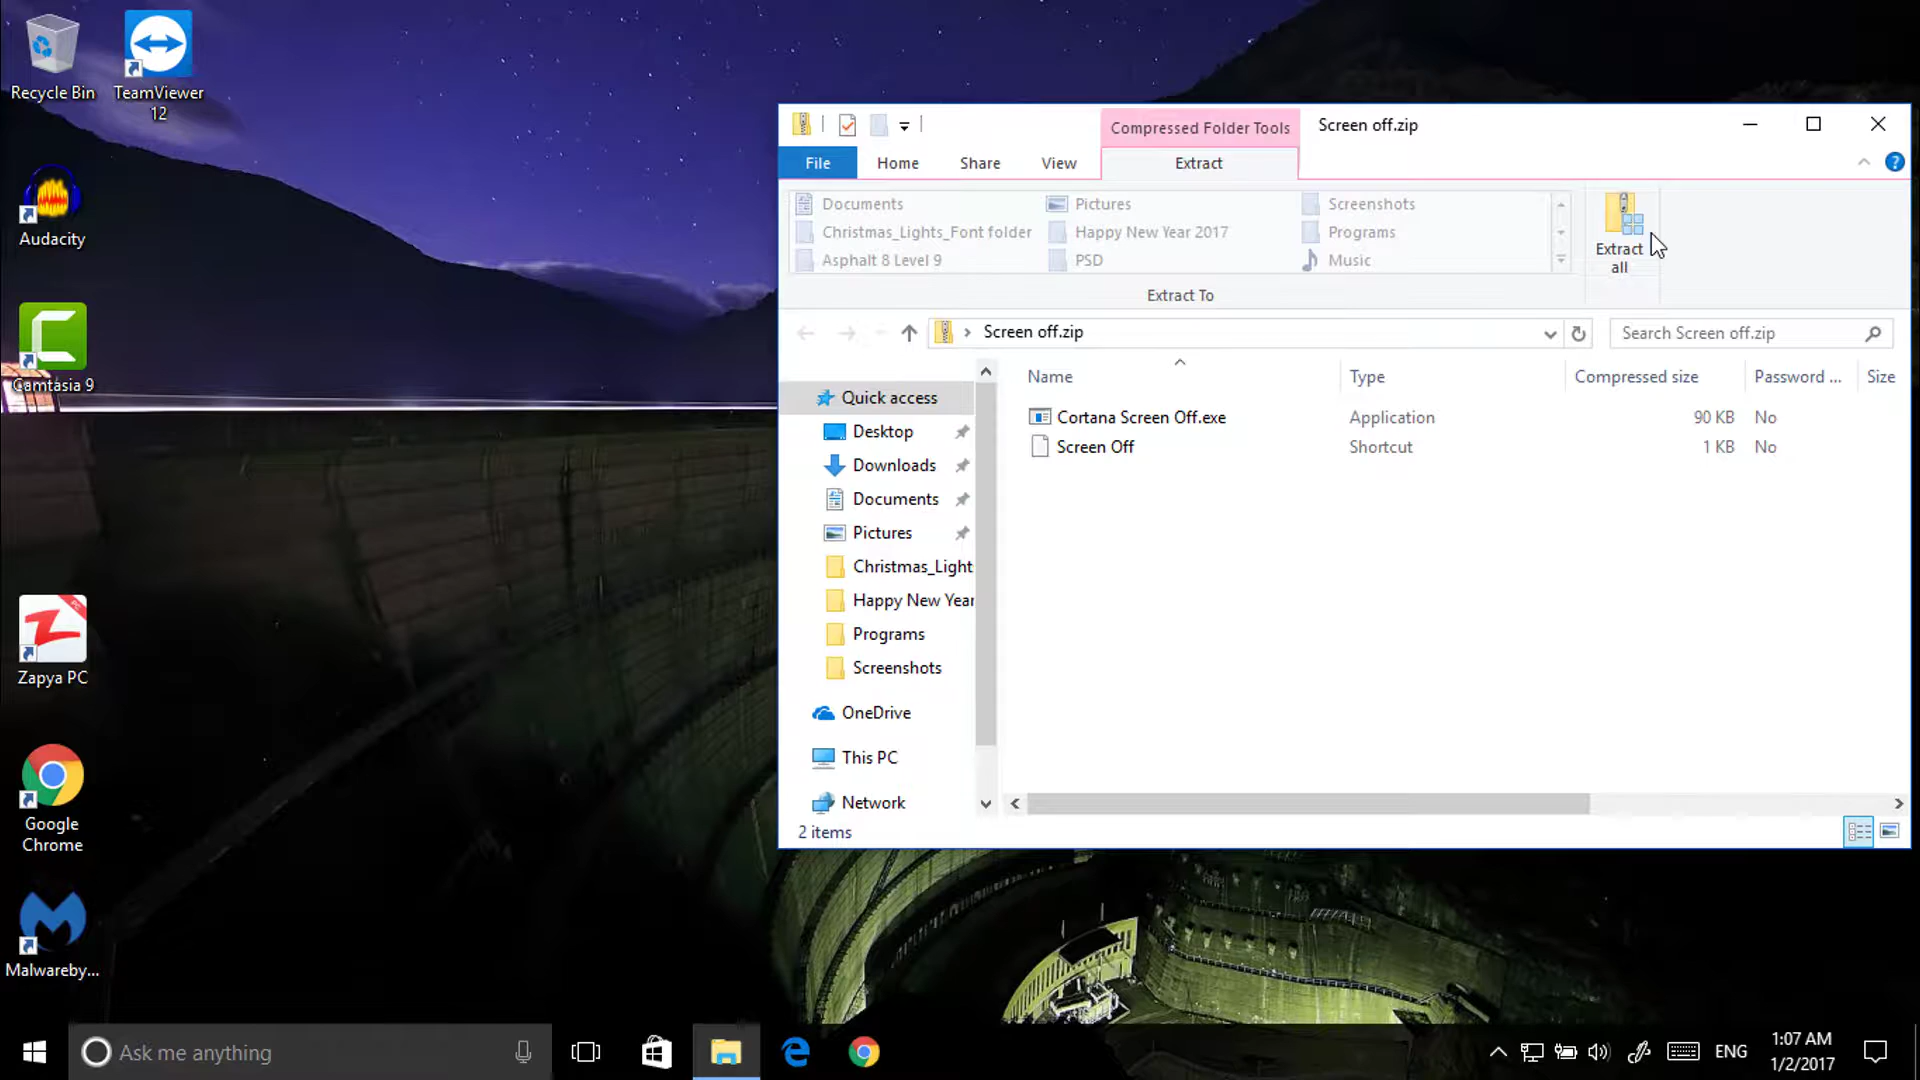 Recycle Bin
TeamViewer
12
Audacity
Camtasia 9
Zapya PC
Google
Chrome
Malwareby...
Compressed Folder Tools
Screen off.zip
File
Home
Share
View
Extract
Documents
Pictures
Screenshots
Christmas_Lights_Font folder
Happy New Year 2017
Programs
Asphalt 8 Level 9
PSD
Music
Extract
all
Extract To
Screen off.zip
Search Screen off.zip
Name
Type
Compressed size
Password ...
Size
Cortana Screen Off.exe
Application
90 KB
No
Screen Off
Shortcut
1 KB
No
Quick access
Desktop
Downloads
Documents
Pictures
Christmas_Light
Happy New Year
Programs
Screenshots
OneDrive
This PC
Network
2 items
Ask me anything
ENG
1:07 AM
1/2/2017